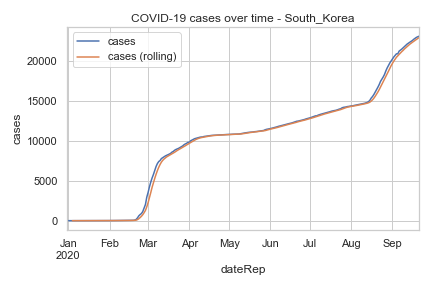 COVID-19 cases over time - South_Korea
cases
cases (rolling)
cases
20000
15000
10000
5000
0
Jan Feb Mar Apr May Jun Jul Aug Sep
2020
dateRep